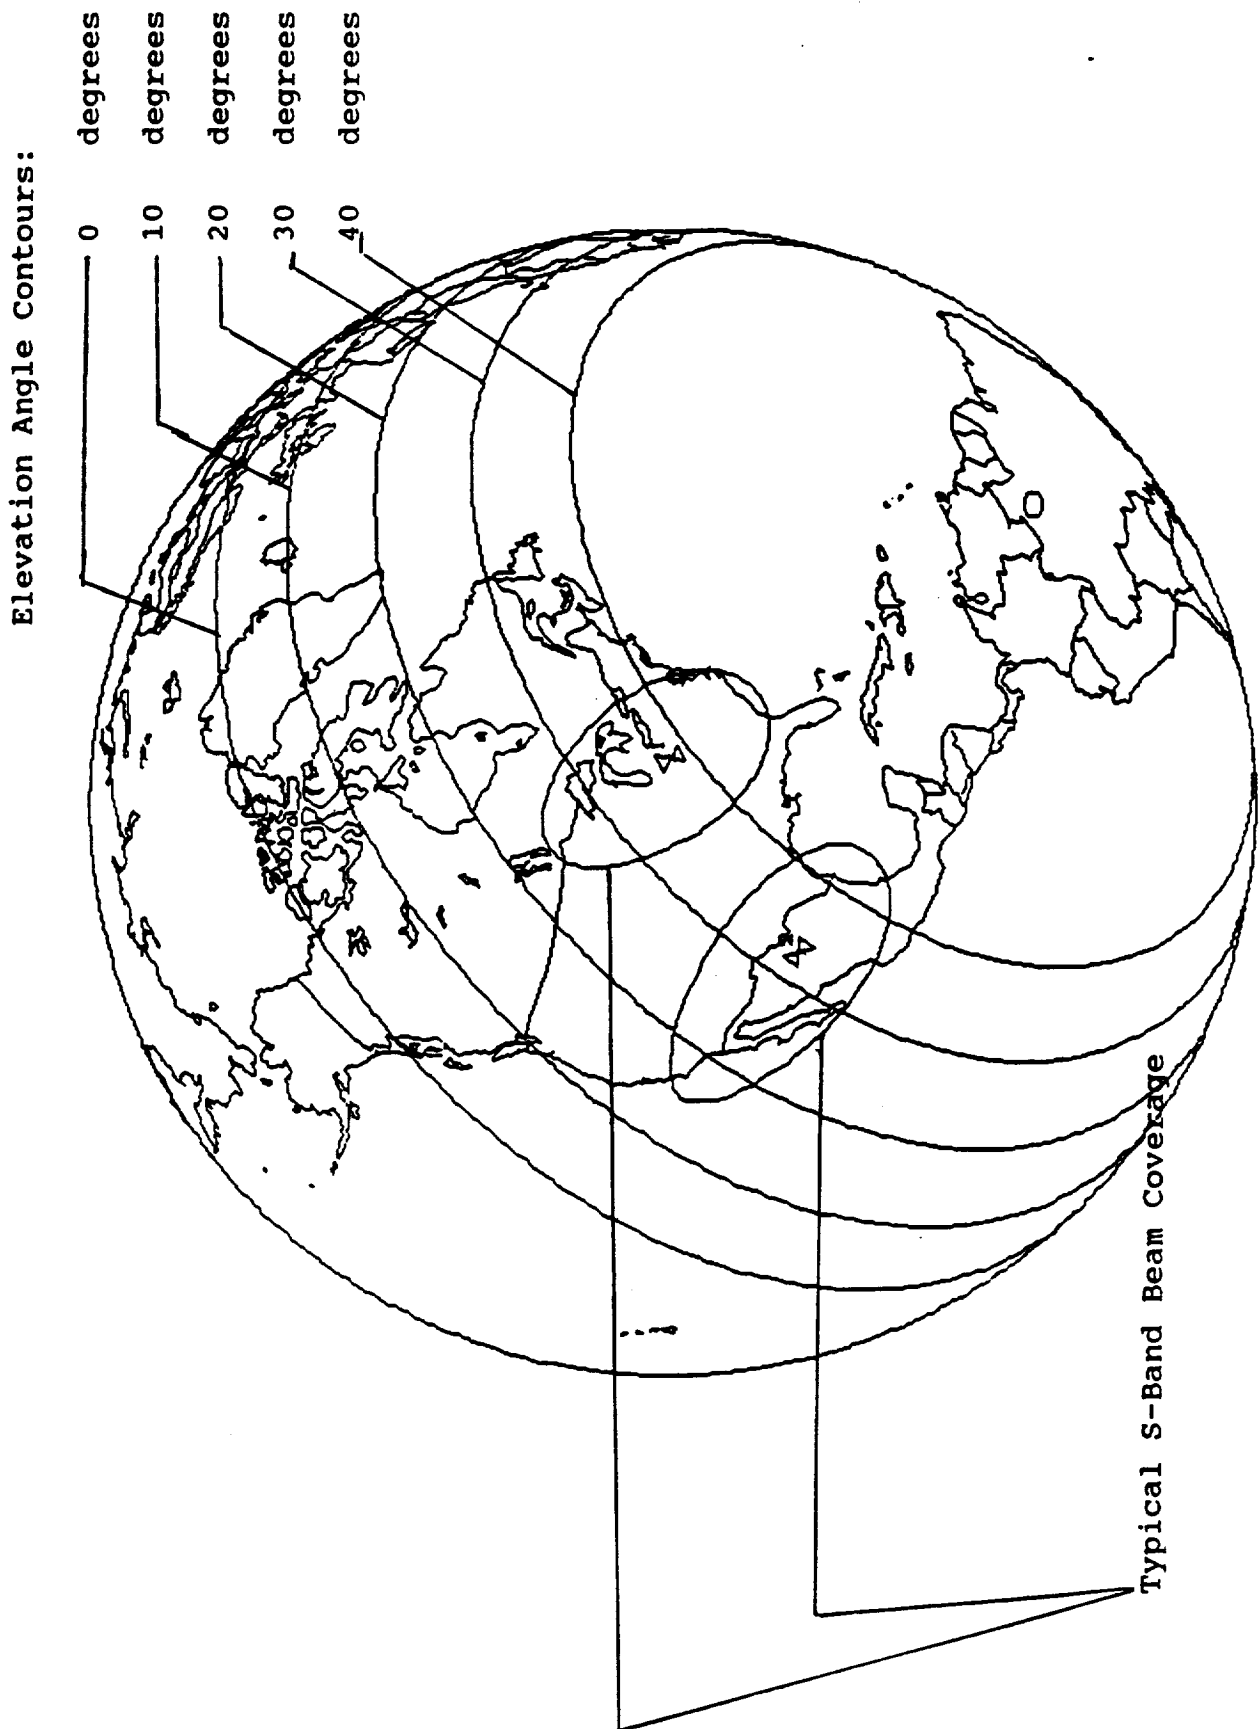 Elevation Angle Contours:
0 degrees
10 degrees
20 degrees
30 degrees
40 degrees
Typical S-Band Beam Coverage